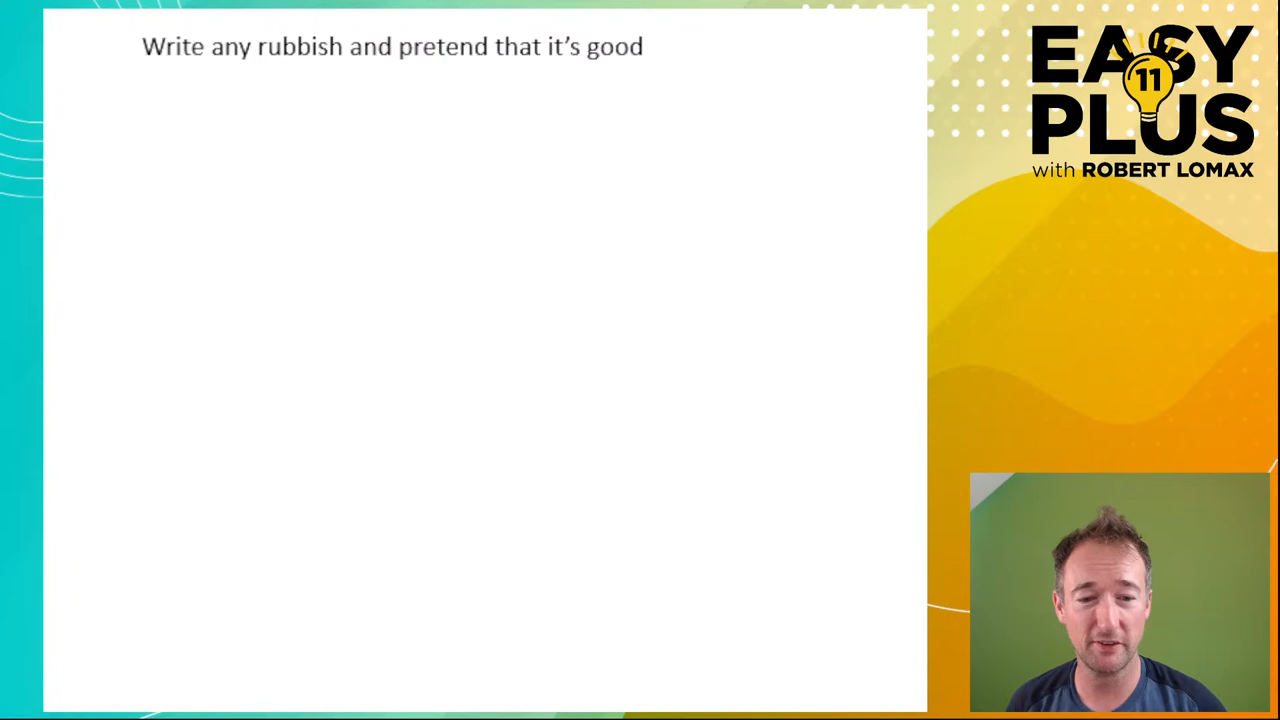 Write any rubbish and pretend that it’s good
EASY
11
PLUS
with ROBERT LOMAX